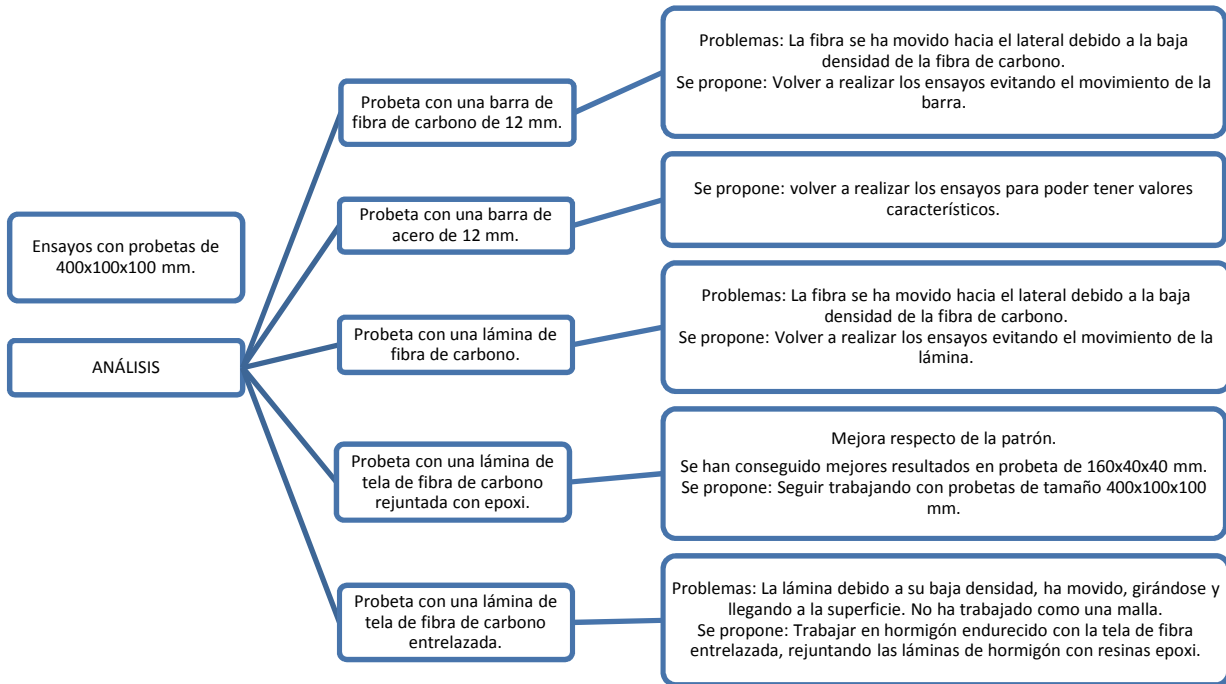 Ensayos con probetas de
400x100x100 mm.
ANÁLISIS
Probeta con una barra de
fibra de carbono de 12 mm.
Problemas: La fibra se ha movido hacia el lateral debido a la baja
densidad de la fibra de carbono.
Se propone: Volver a realizar los ensayos evitando el movimiento de la
barra.
Probeta con una barra de
acero de 12 mm.
Se propone: volver a realizar los ensayos para poder tener valores
característicos.
Probeta con una lámina de
fibra de carbono.
Problemas: La fibra se ha movido hacia el lateral debido a la baja
densidad de la fibra de carbono.
Se propone: Volver a realizar los ensayos evitando el movimiento de la
lámina.
Probeta con una lámina de
tela de fibra de carbono
rejuntada con epoxi.
Mejora respecto de la patrón.
Se han conseguido mejores resultados en probeta de 160x40x40 mm.
Se propone: Seguir trabajando con probetas de tamaño 400x100x100
mm.
Probeta con una lámina de
tela de fibra de carbono
entrelazada.
Problemas: La lámina debido a su baja densidad, ha movido, girándose y
llegando a la superficie. No ha trabajado como una malla.
Se propone: Trabajar en hormigón endurecido con la tela de fibra
entrelazada, rejuntando las láminas de hormigón con resinas epoxi.